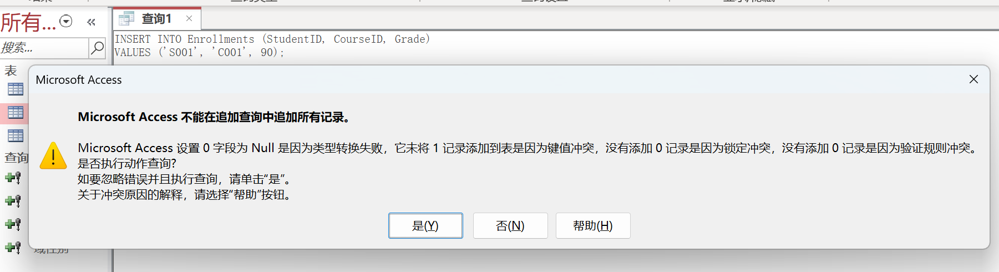 所有...
查询1
搜索...
INSERT INTO Enrollments (StudentID, CourseID, Grade)
VALUES ('S001', 'C001', 90);
表
Microsoft Access
Microsoft Access 不能在追加查询中追加所有记录。
Microsoft Access 设置 0 字段为 Null 是因为类型转换失败，它未将 1 记录添加到表是因为键值冲突，没有添加 0 记录是因为锁定冲突，没有添加 0 记录是因为验证规则冲突。
是否执行动作查询?
如要忽略错误并且执行查询，请单击“是”。
关于冲突原因的解释，请选择“帮助”按钮。
查询
是(Y)
否(N)
帮助(H)